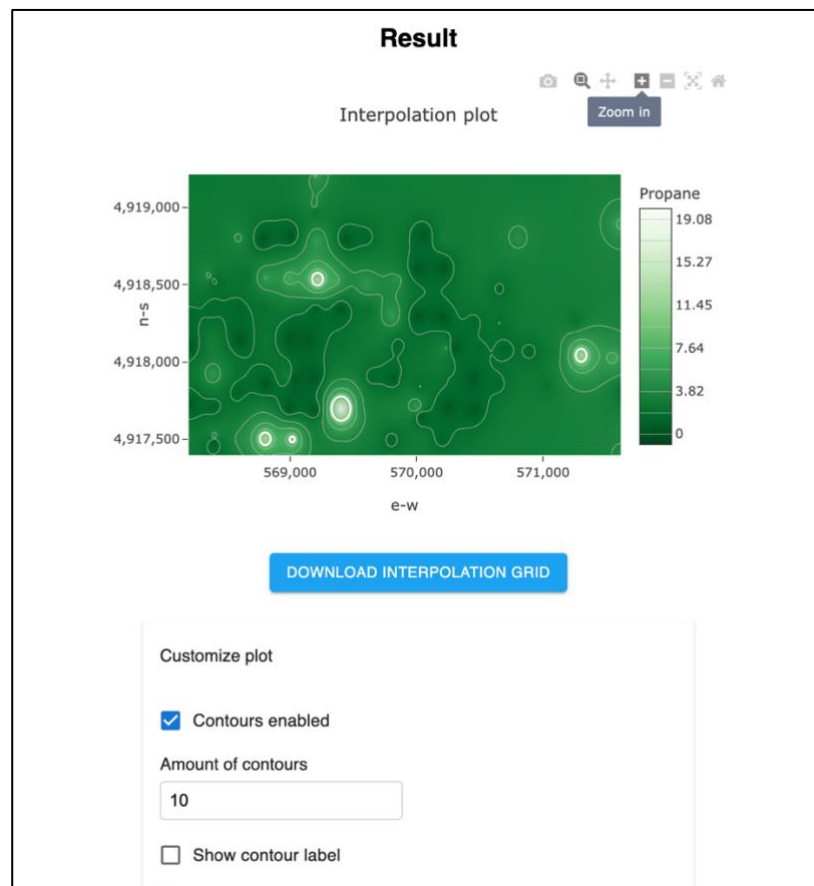 Result
Zoom in
Interpolation plot
Propane
19.08
15.27
11.45
7.64
3.82
0
4,919,000
4,918,500
4,918,000
4,917,500
n-s
569,000 570,000 571,000
e-w
DOWNLOAD INTERPOLATION GRID
Customize plot
Contours enabled
Amount of contours
10
Show contour label